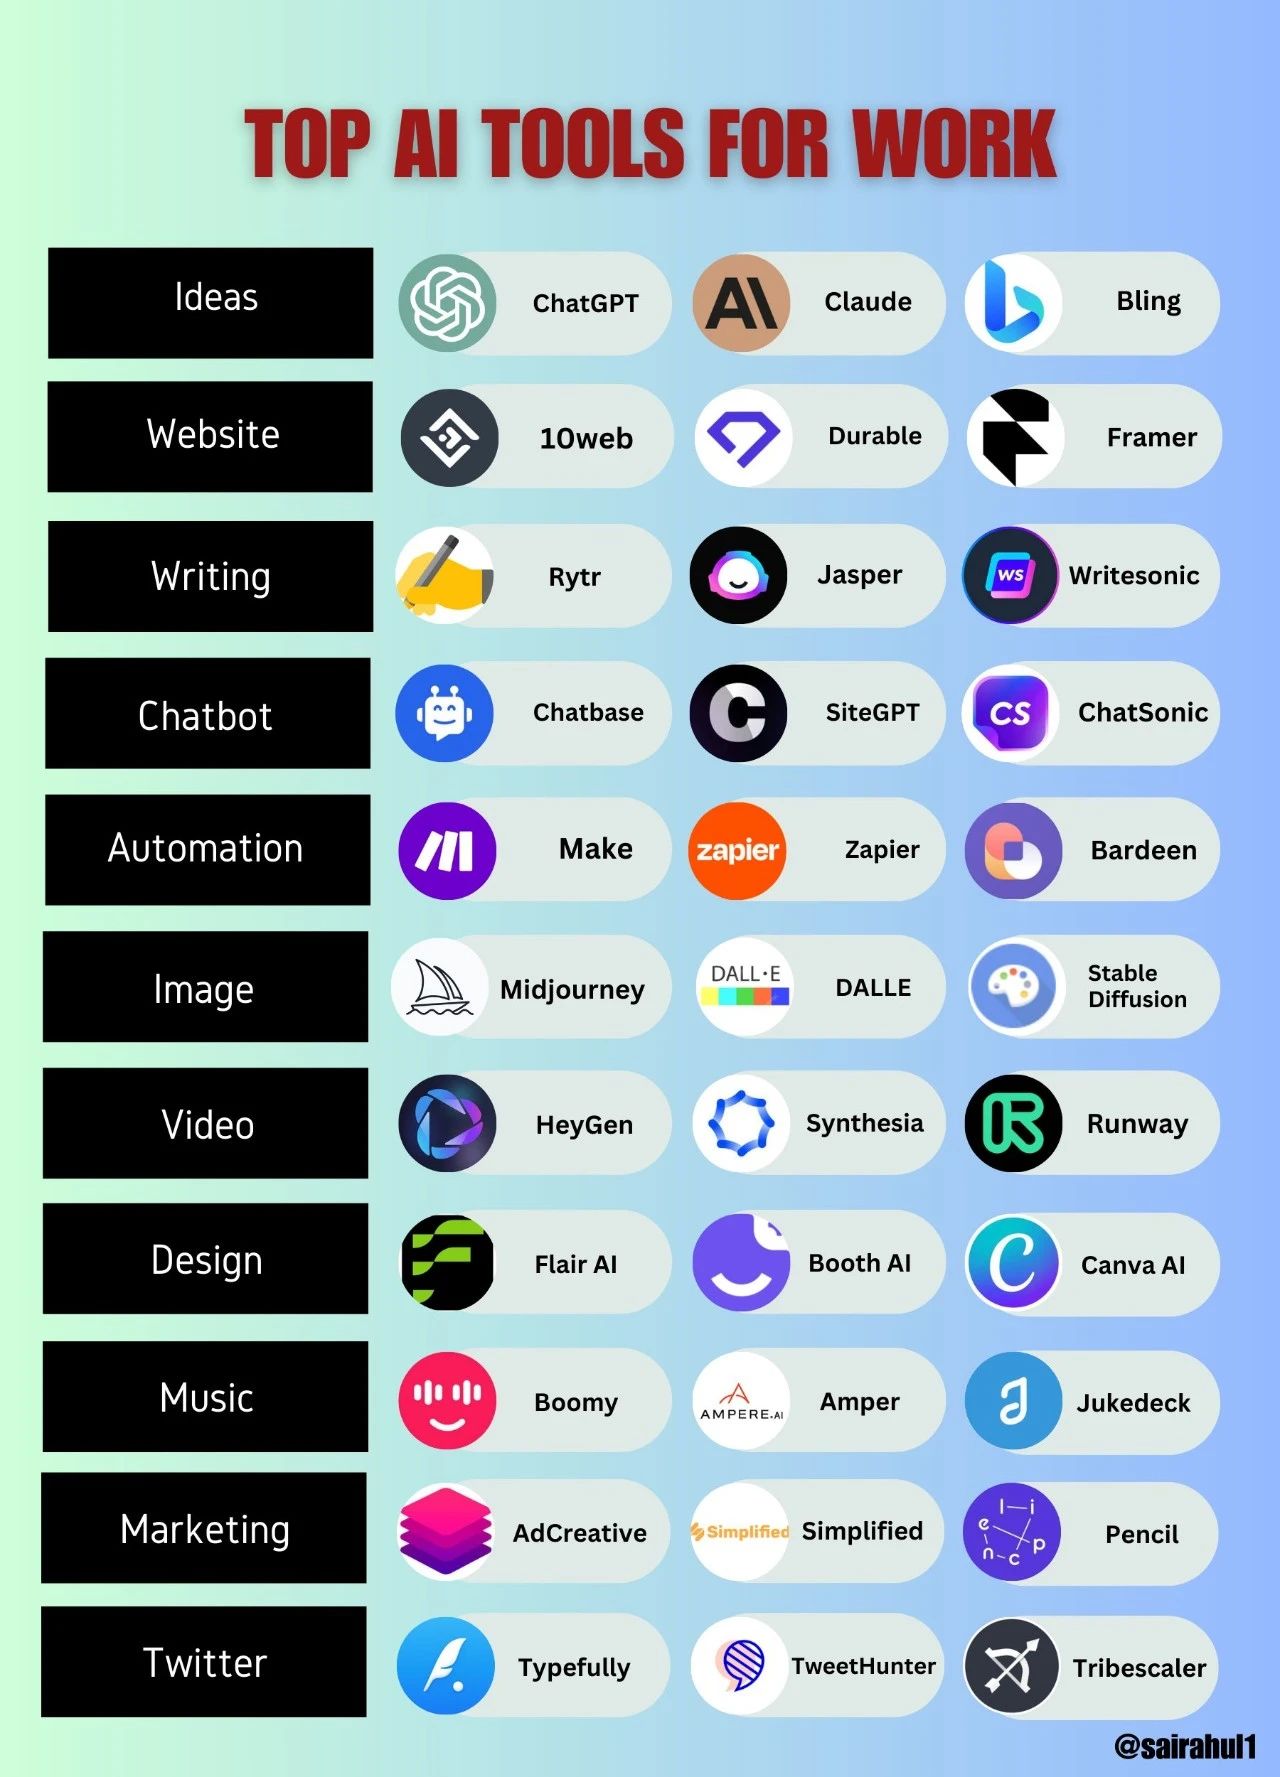 TOP AI TOOLS FOR WORK
Ideas
ChatGPT
Claude
Bling
Website
10web
Durable
Framer
Writing
Rytr
Jasper
WS
Writesonic
Chatbot
Chatbase
SiteGPT
CS
ChatSonic
Automation
Make
zapier
Zapier
Bardeen
Image
Midjourney
DALL·E
DALLE
Stable
Diffusion
Video
HeyGen
Synthesia
Runway
Design
Flair AI
Booth AI
Canva AI
Music
Boomy
AMPERE.AI
Amper
Jukedeck
Marketing
AdCreative
Simplified
Simplified
pencil
Pencil
Twitter
Typefully
TweetHunter
Tribescaler
@sairahul1